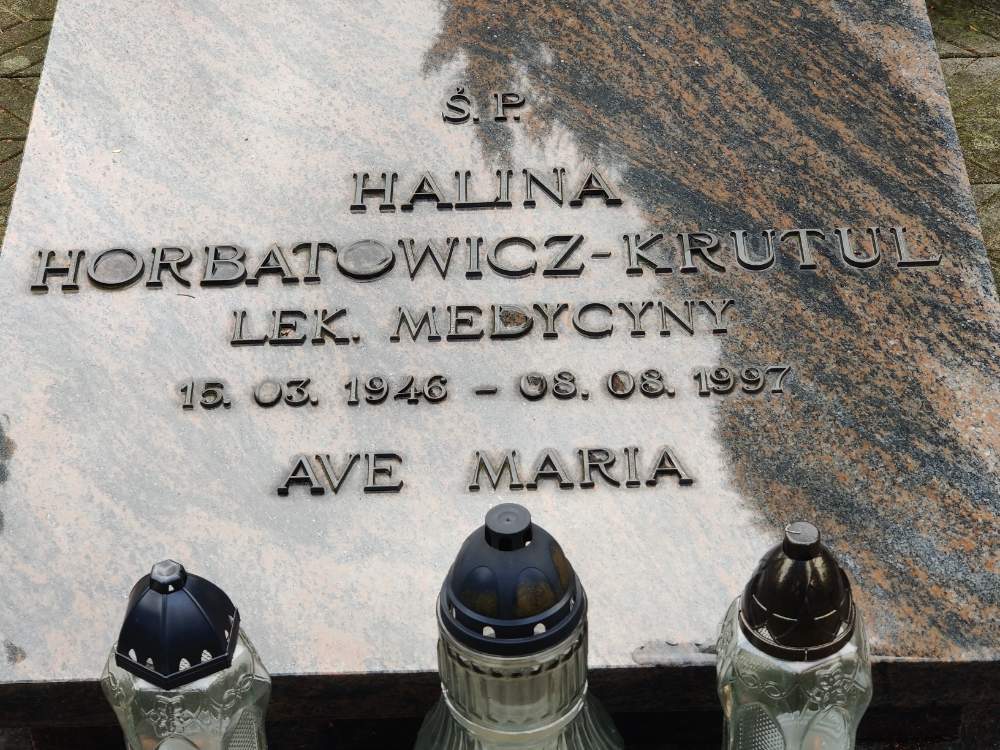 Ś. P.
HALINA
HORBATOWICZ-KRUTUL
LEK. MEDYCYNY
15. 03. 1946 - 08. 08. 1997
AVE MARIA